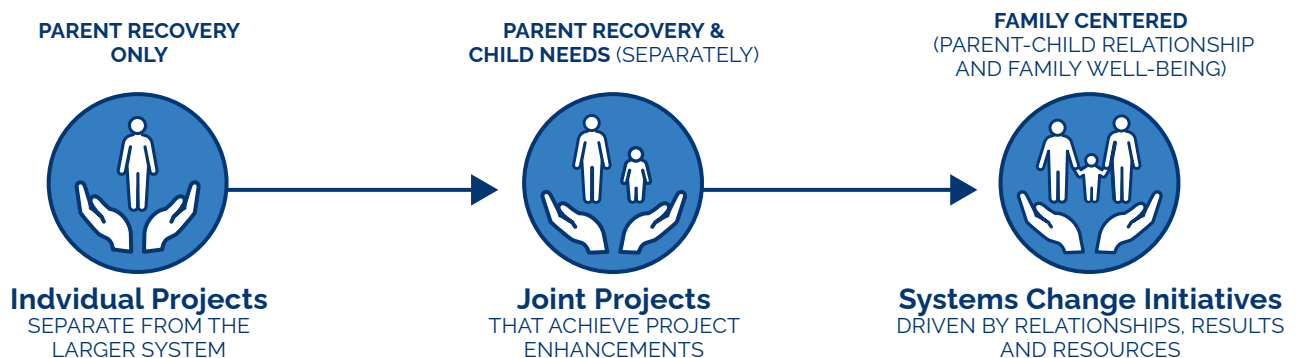 PARENT RECOVERY
ONLY
PARENT RECOVERY &
CHILD NEEDS (SEPARATELY)
FAMILY CENTERED
(PARENT-CHILD RELATIONSHIP
AND FAMILY WELL-BEING)
Indvidual Projects
SEPARATE FROM THE
LARGER SYSTEM
Joint Projects
THAT ACHIEVE PROJECT
ENHANCEMENTS
Systems Change Initiatives
DRIVEN BY RELATIONSHIPS, RESULTS
AND RESOURCES